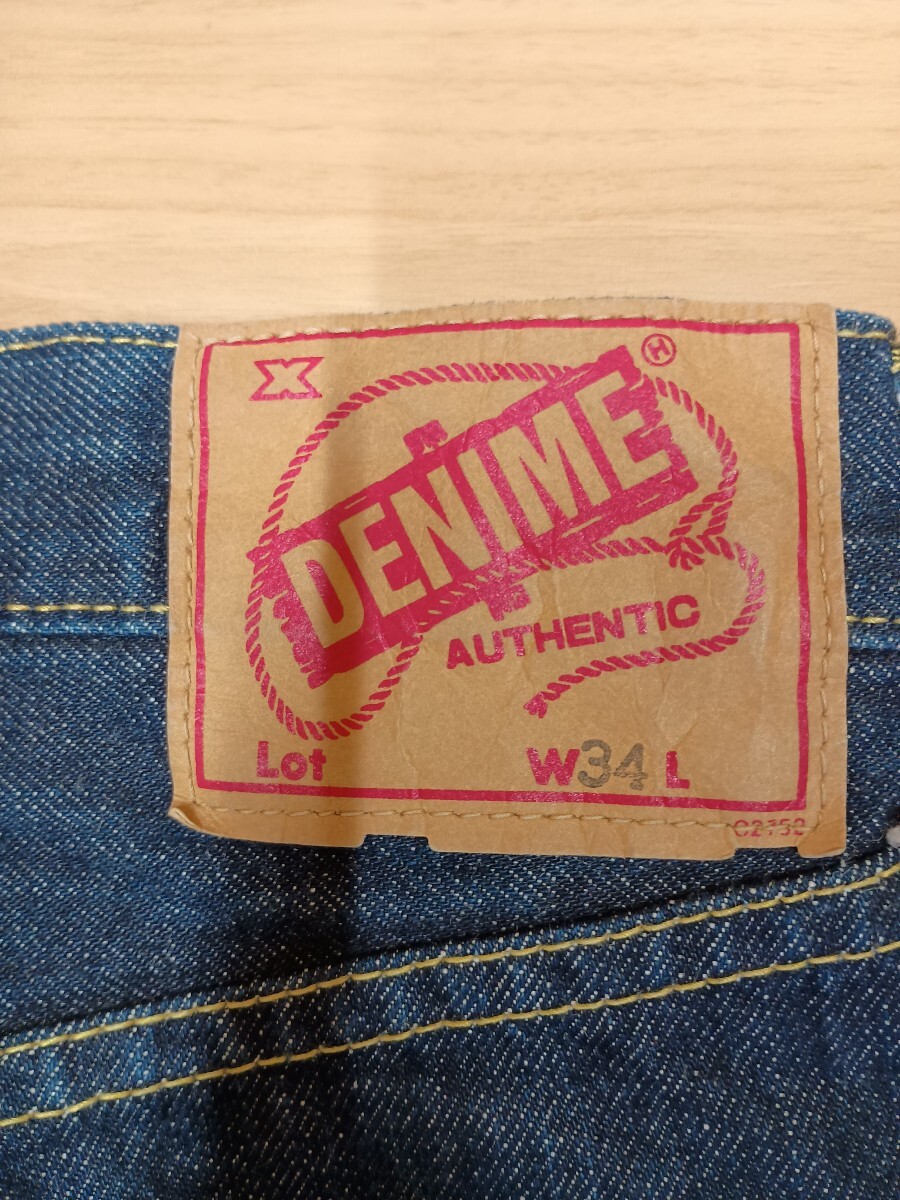 X
DENIME
AUTHENTIC
Lot W34 L